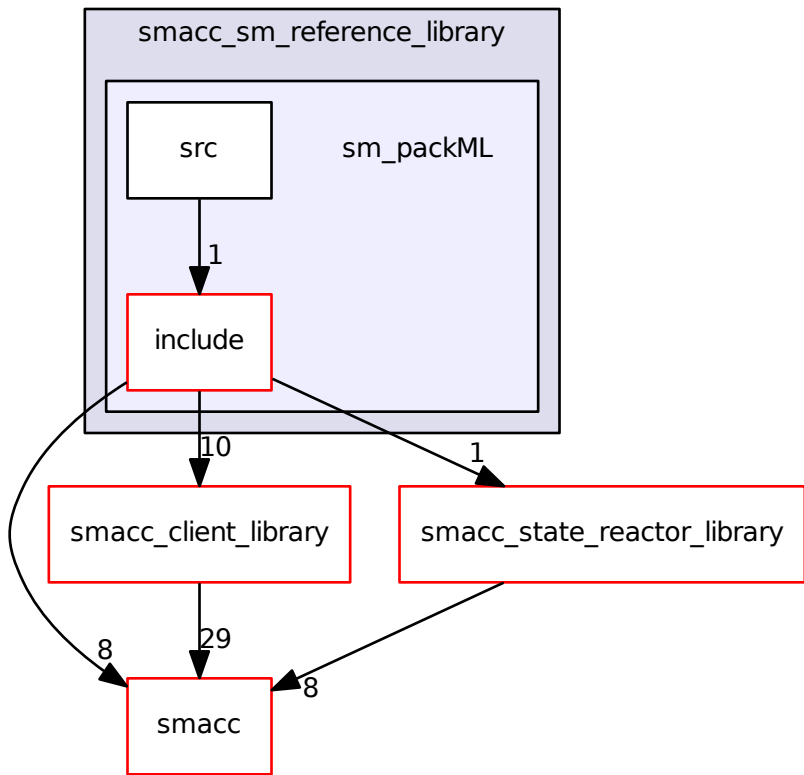 smacc_sm_reference_library
src
sm_packML
1
include
10
1
smacc_client_library
smacc_state_reactor_library
8
29
8
smacc